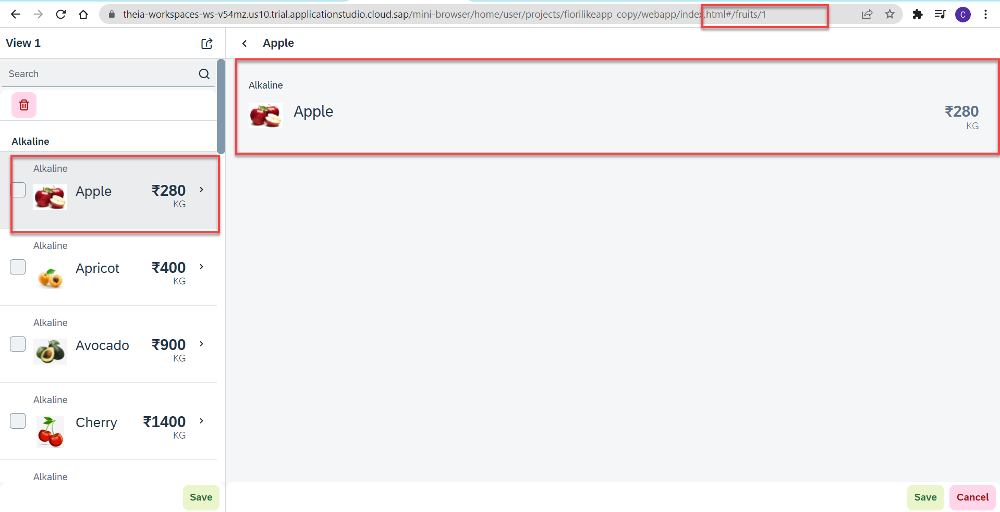 theia-workspaces-ws-v54mz.us10.trial.applicationstudio.cloud.sap/mini-browser/home/user/projects/fiorilikeapp_copy/webapp/index.html#/fruits/1
C
View 1
Search
Alkaline
Alkaline
Apple ₹280
KG
Alkaline
Apricot ₹400
KG
Alkaline
Avocado ₹900
KG
Alkaline
Cherry ₹1400
KG
Alkaline
Save
Apple
Alkaline
Apple ₹280
KG
Save Cancel